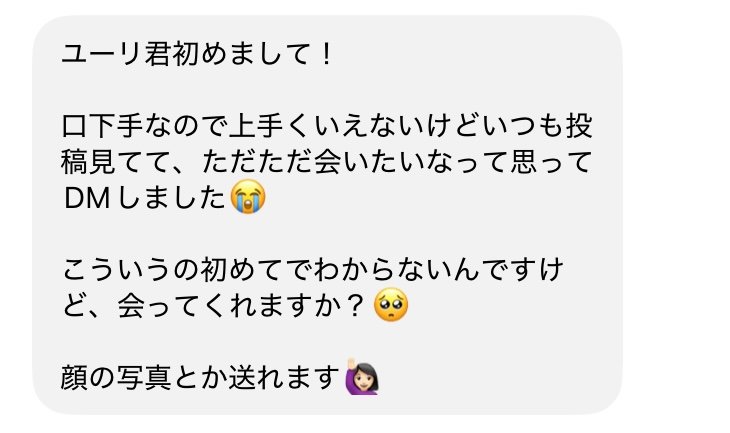 ユーリ君初めまして！
口下手なので上手くいえないけどいつも投
稿見てて、ただただ会いたいなって思って
DMしました😭
こういうの初めてでわからないんですけ
ど、会ってくれますか？🥺
顔の写真とか送れます🙋🏻‍♀️